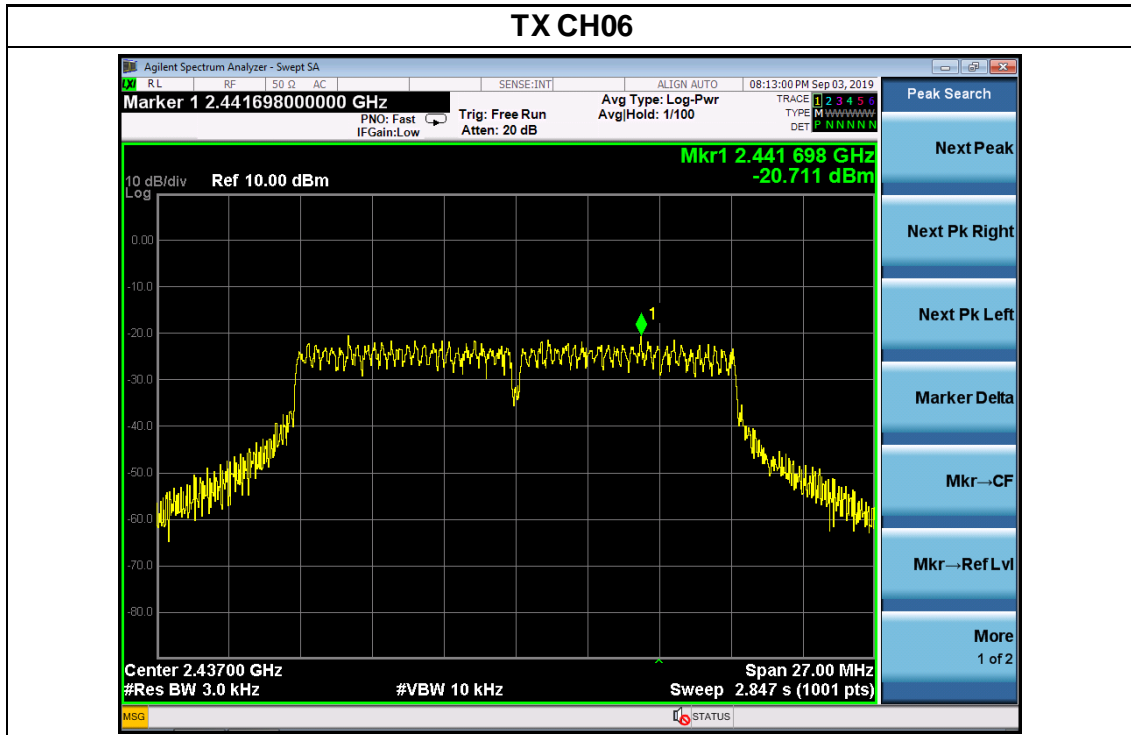 TX CH06
Agilent Spectrum Analyzer - Swept SA
LXI RL RF 50 Ω AC SENSE:INT ALIGN AUTO 08:13:00 PM Sep 03, 2019
Marker 1 2.441698000000 GHz
PNO: Fast
IFGain:Low
Trig: Free Run
Atten: 20 dB
Avg Type: Log-Pwr
Avg|Hold: 1/100
TRACE 1 2 3 4 5 6
TYPE M WWWWW
DET P N N N N N
Mkr1 2.441 698 GHz
-20.711 dBm
10 dB/div Ref 10.00 dBm
Log
0.00
-10.0
-20.0
-30.0
-40.0
-50.0
-60.0
-70.0
-80.0
1
Center 2.43700 GHz
Span 27.00 MHz
#Res BW 3.0 kHz
#VBW 10 kHz
Sweep 2.847 s (1001 pts)
MSG
STATUS
Peak Search
Next Peak
Next Pk Right
Next Pk Left
Marker Delta
Mkr→CF
Mkr→Ref Lvl
More
1 of 2